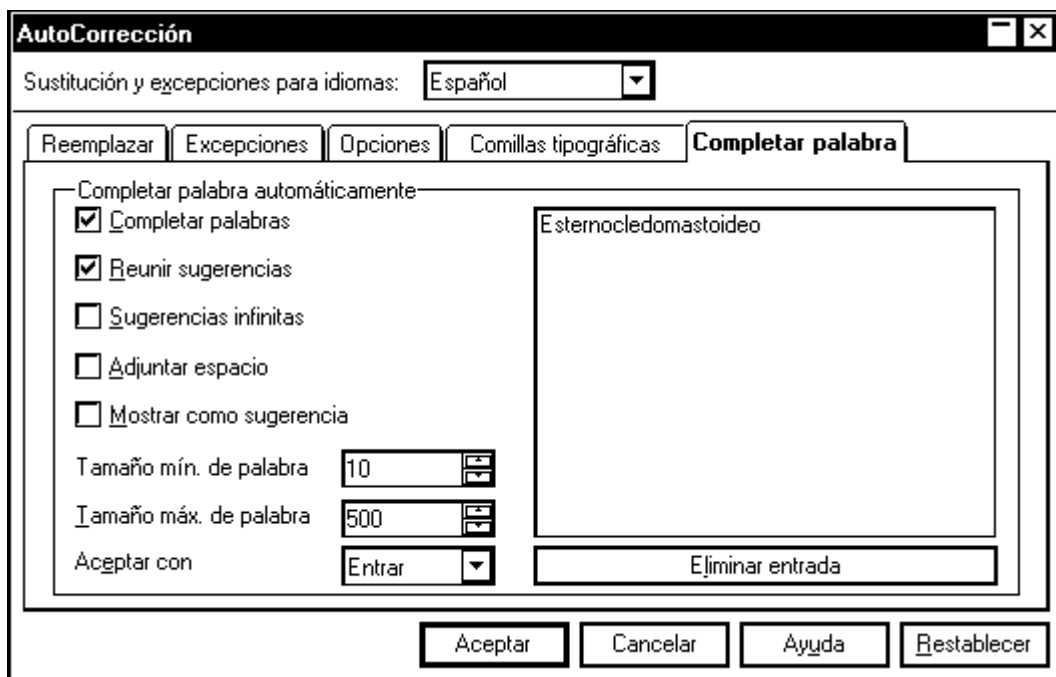 AutoCorrección
Sustitución y excepciones para idiomas: Español
Reemplazar Excepciones Opciones Comillas tipográficas Completar palabra
Completar palabra automáticamente
Completar palabras
Esternocledomastoideo
Reunir sugerencias
Sugerencias infinitas
Adjuntar espacio
Mostrar como sugerencia
Tamaño mín. de palabra 10
Tamaño máx. de palabra 500
Aceptar con Entrar
Eliminar entrada
Aceptar Cancelar Ayuda Restablecer